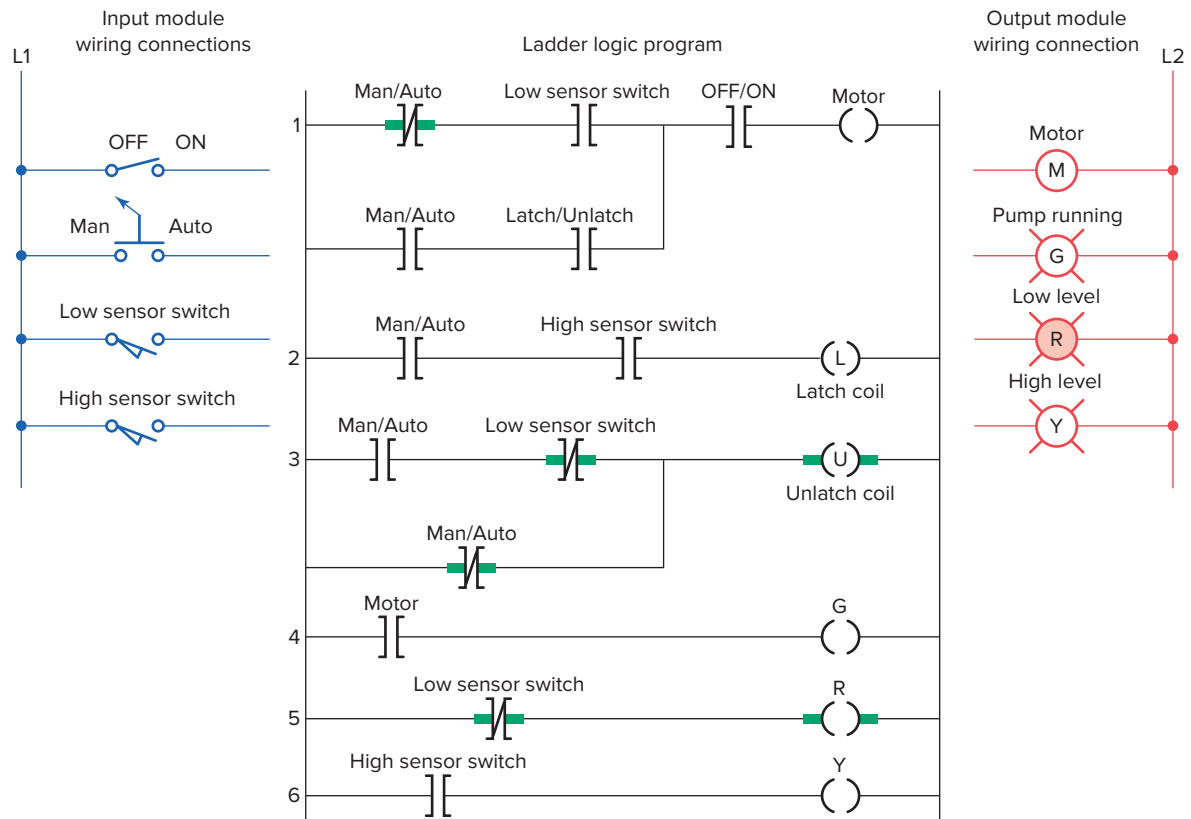 Input module
wiring connections
L1
OFF ON
Man Auto
Low sensor switch
High sensor switch
Ladder logic program
1
Man/Auto Low sensor switch OFF/ON Motor
Man/Auto Latch/Unlatch
2
Man/Auto High sensor switch
L
Latch coil
3
Man/Auto Low sensor switch
U
Unlatch coil
Man/Auto
4
Motor G
5
Low sensor switch R
6
High sensor switch Y
Output module
wiring connection
L2
Motor
M
Pump running
G
Low level
R
High level
Y